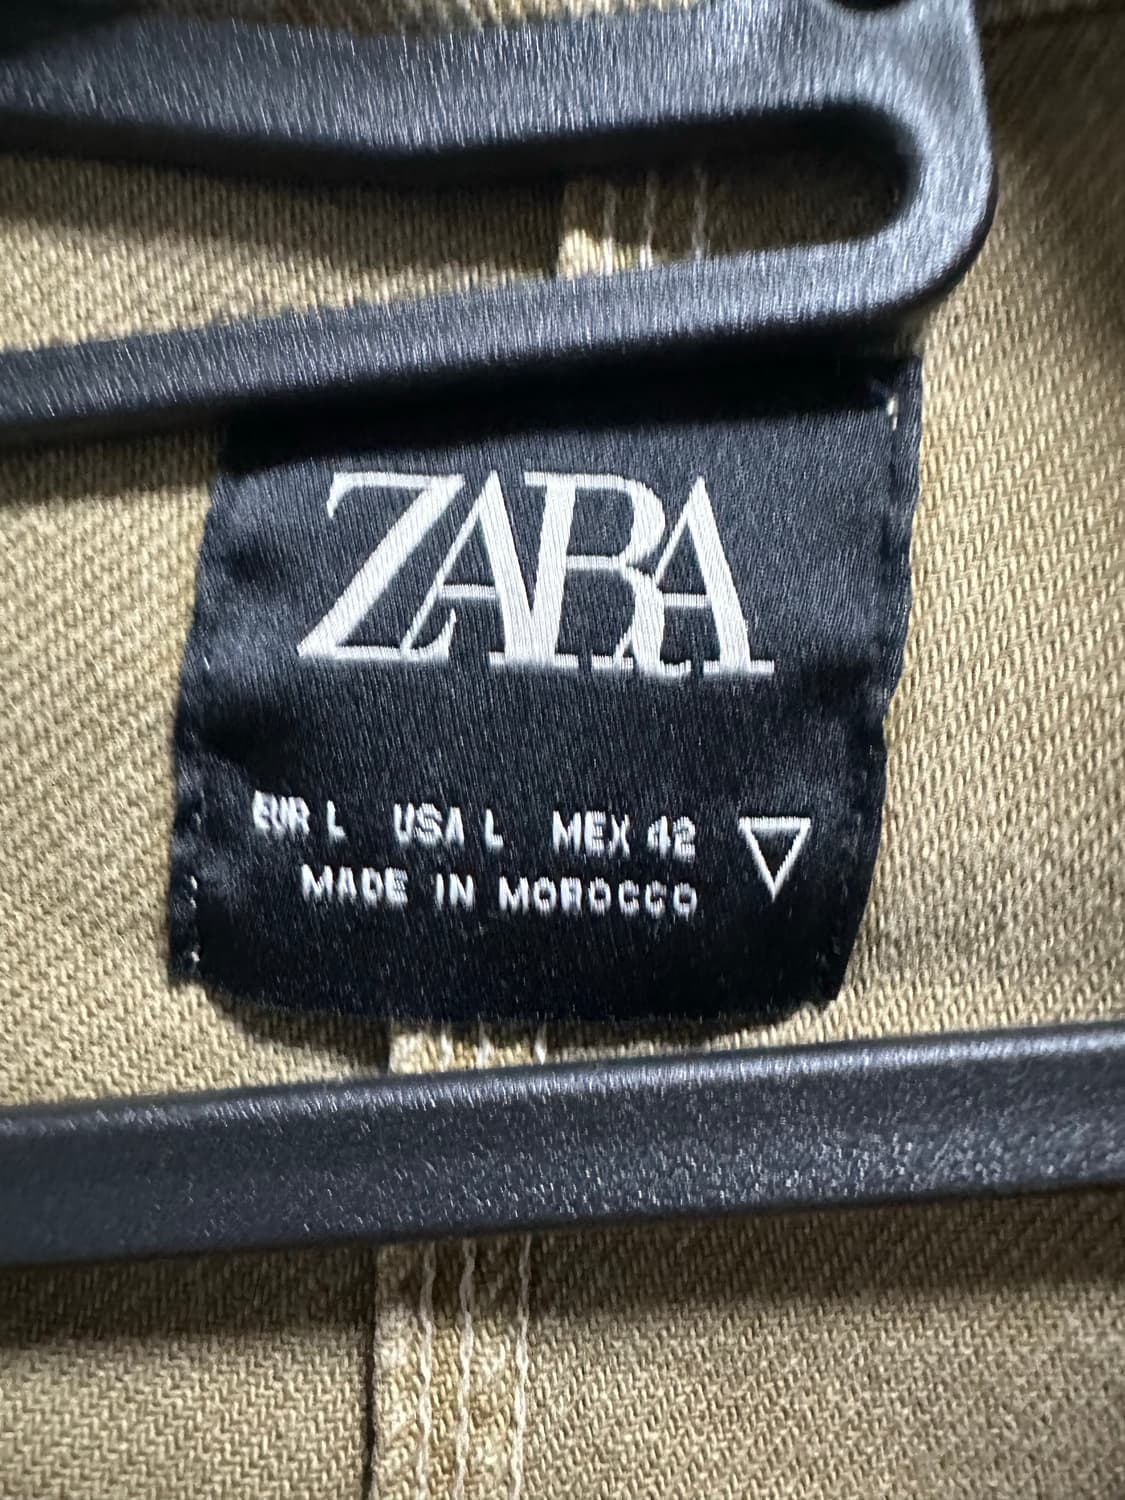 ZARA
EUR L USA L MEX 42
MADE IN MOROCCO